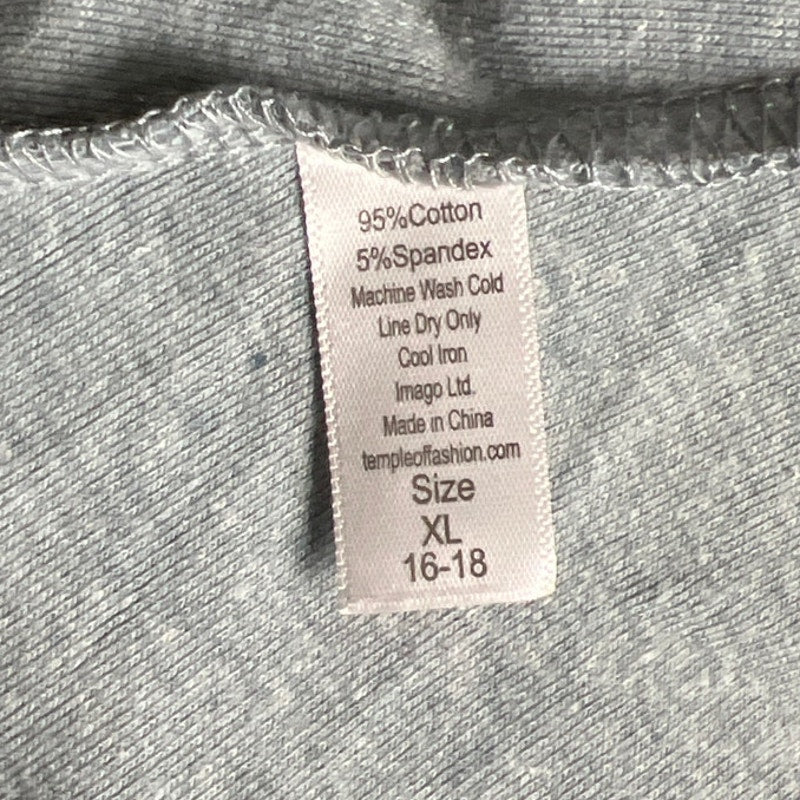 95%Cotton
5%Spandex
Machine Wash Cold
Line Dry Only
Cool Iron
Imago Ltd.
Made in China
templeoffashion.com
Size
XL
16-18